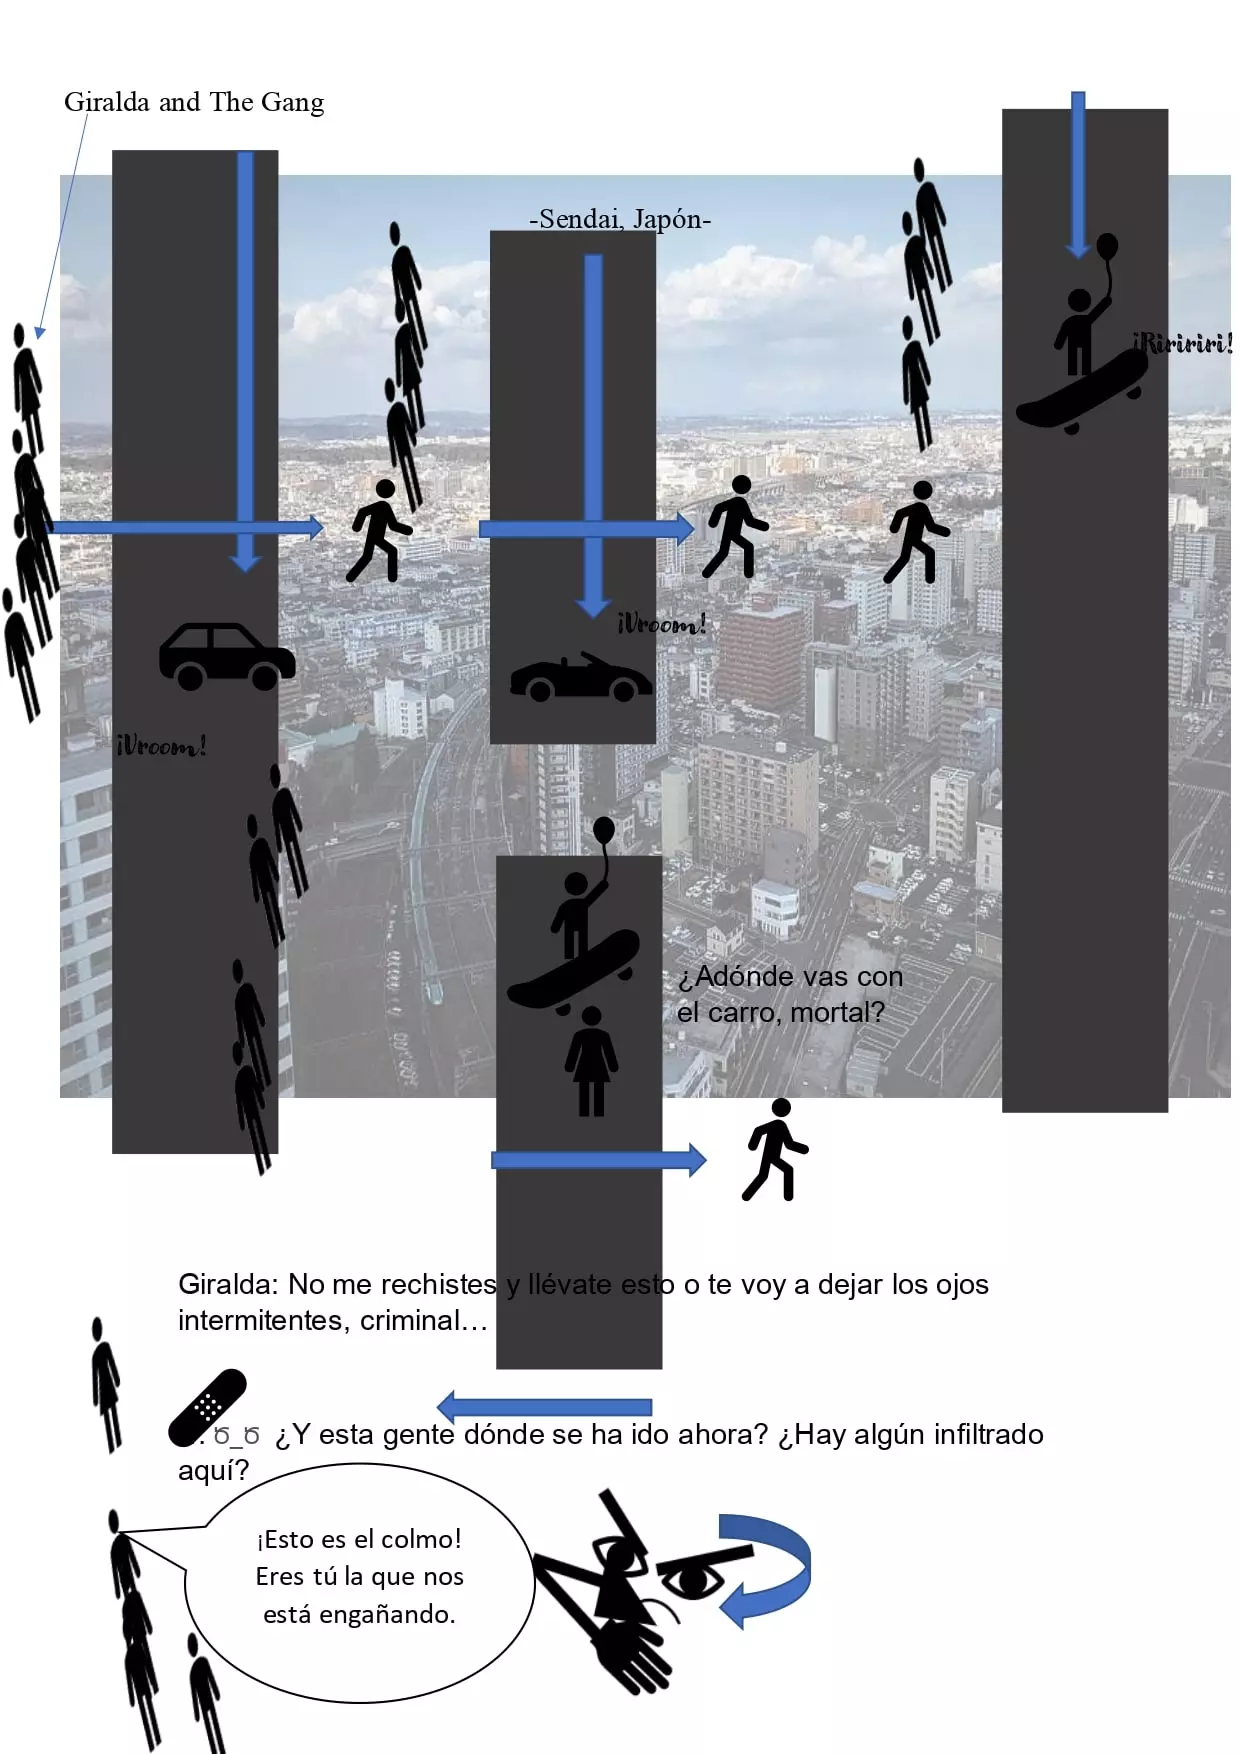 Giralda and The Gang
-Sendai, Japón-
¡Riririri!
¡Vroom!
¡Vroom!
¿Adónde vas con
el carro, mortal?
Giralda: No me rechistes y llévate esto o te voy a dejar los ojos
intermitentes, criminal…
ಠ_ಠ ¿Y esta gente dónde se ha ido ahora? ¿Hay algún infiltrado
aquí?
¡Esto es el colmo!
Eres tú la que nos
está engañando.